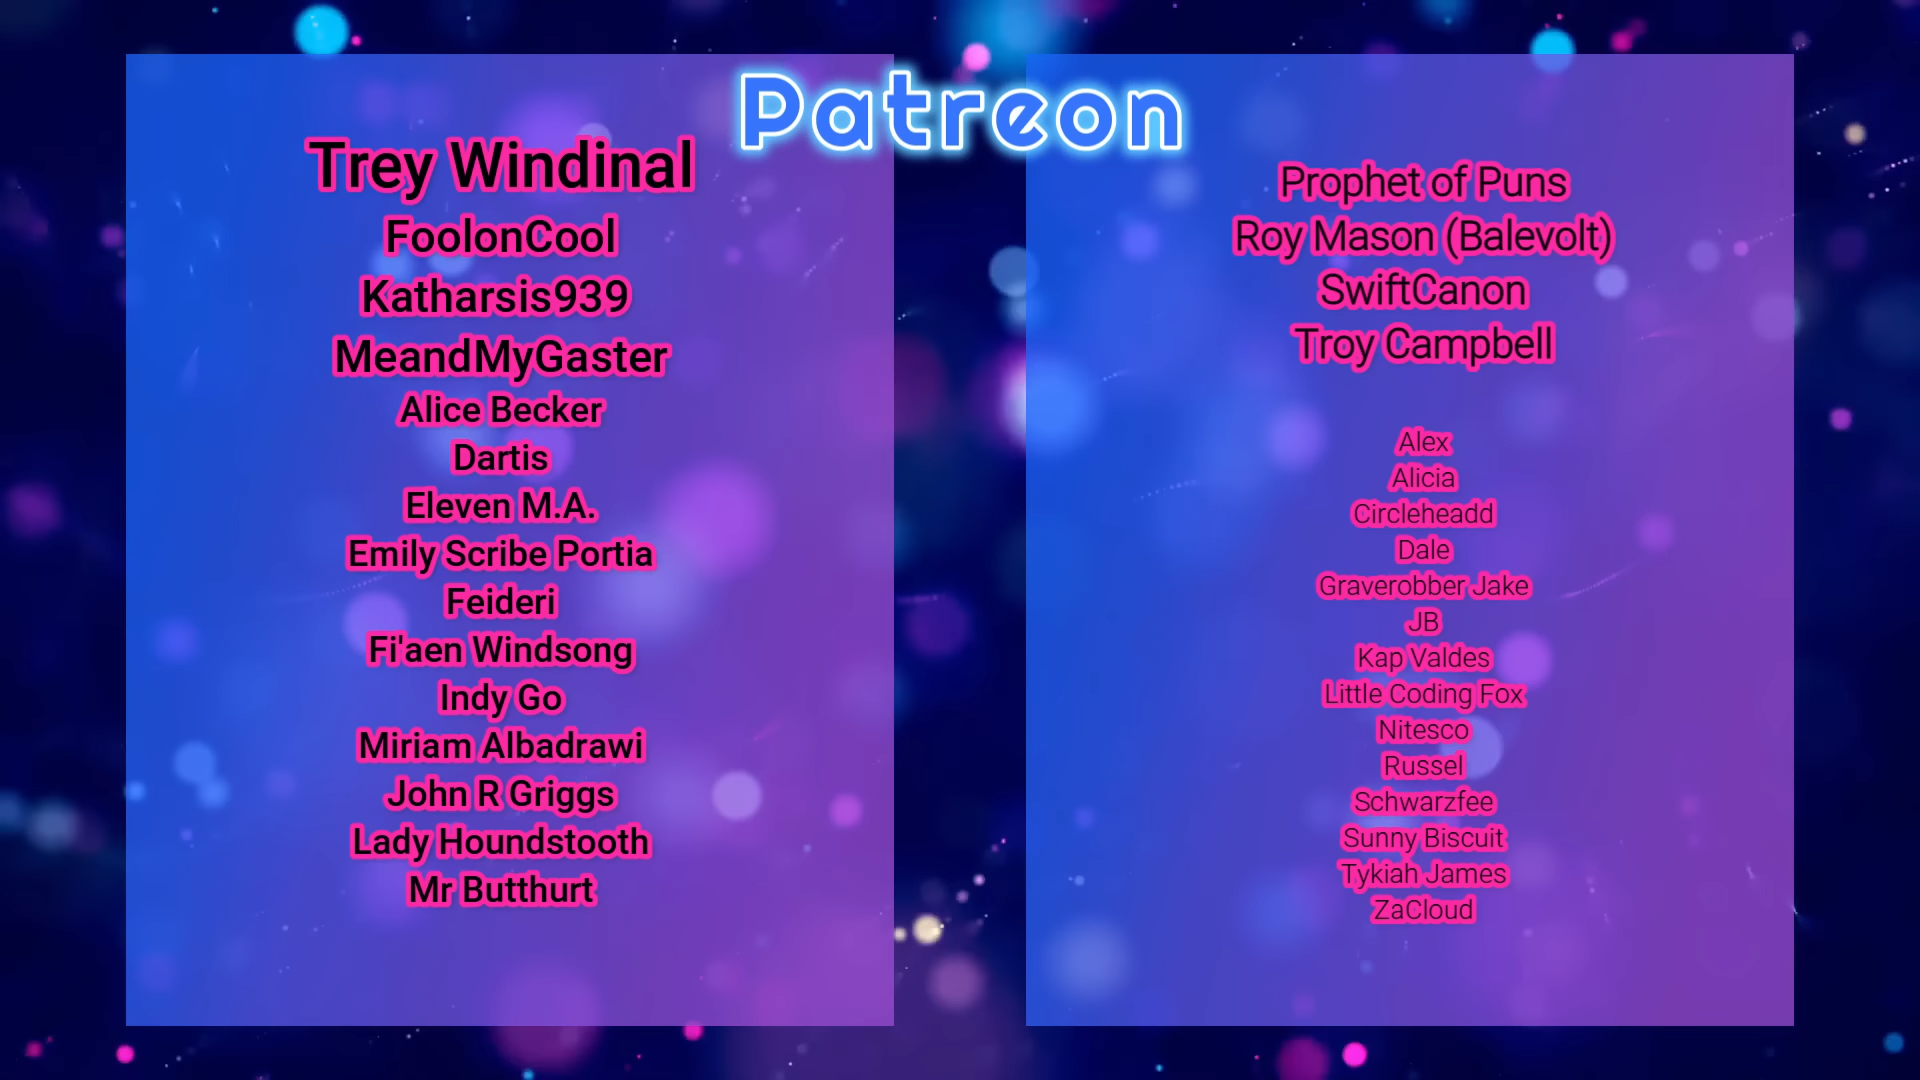 Patreon
Trey Windinal
FoolonCool
Katharsis939
MeandMyGaster
Alice Becker
Dartis
Eleven M.A.
Emily Scribe Portia
Feideri
Fi'aen Windsong
Indy Go
Miriam Albadrawi
John R Griggs
Lady Houndstooth
Mr Butthurt
Prophet of Puns
Roy Mason (Balevolt)
SwiftCanon
Troy Campbell
Alex
Alicia
Circleheadd
Dale
Graverobber Jake
JB
Kap Valdes
Little Coding Fox
Nitesco
Russel
Schwarzfee
Sunny Biscuit
Tykiah James
ZaCloud